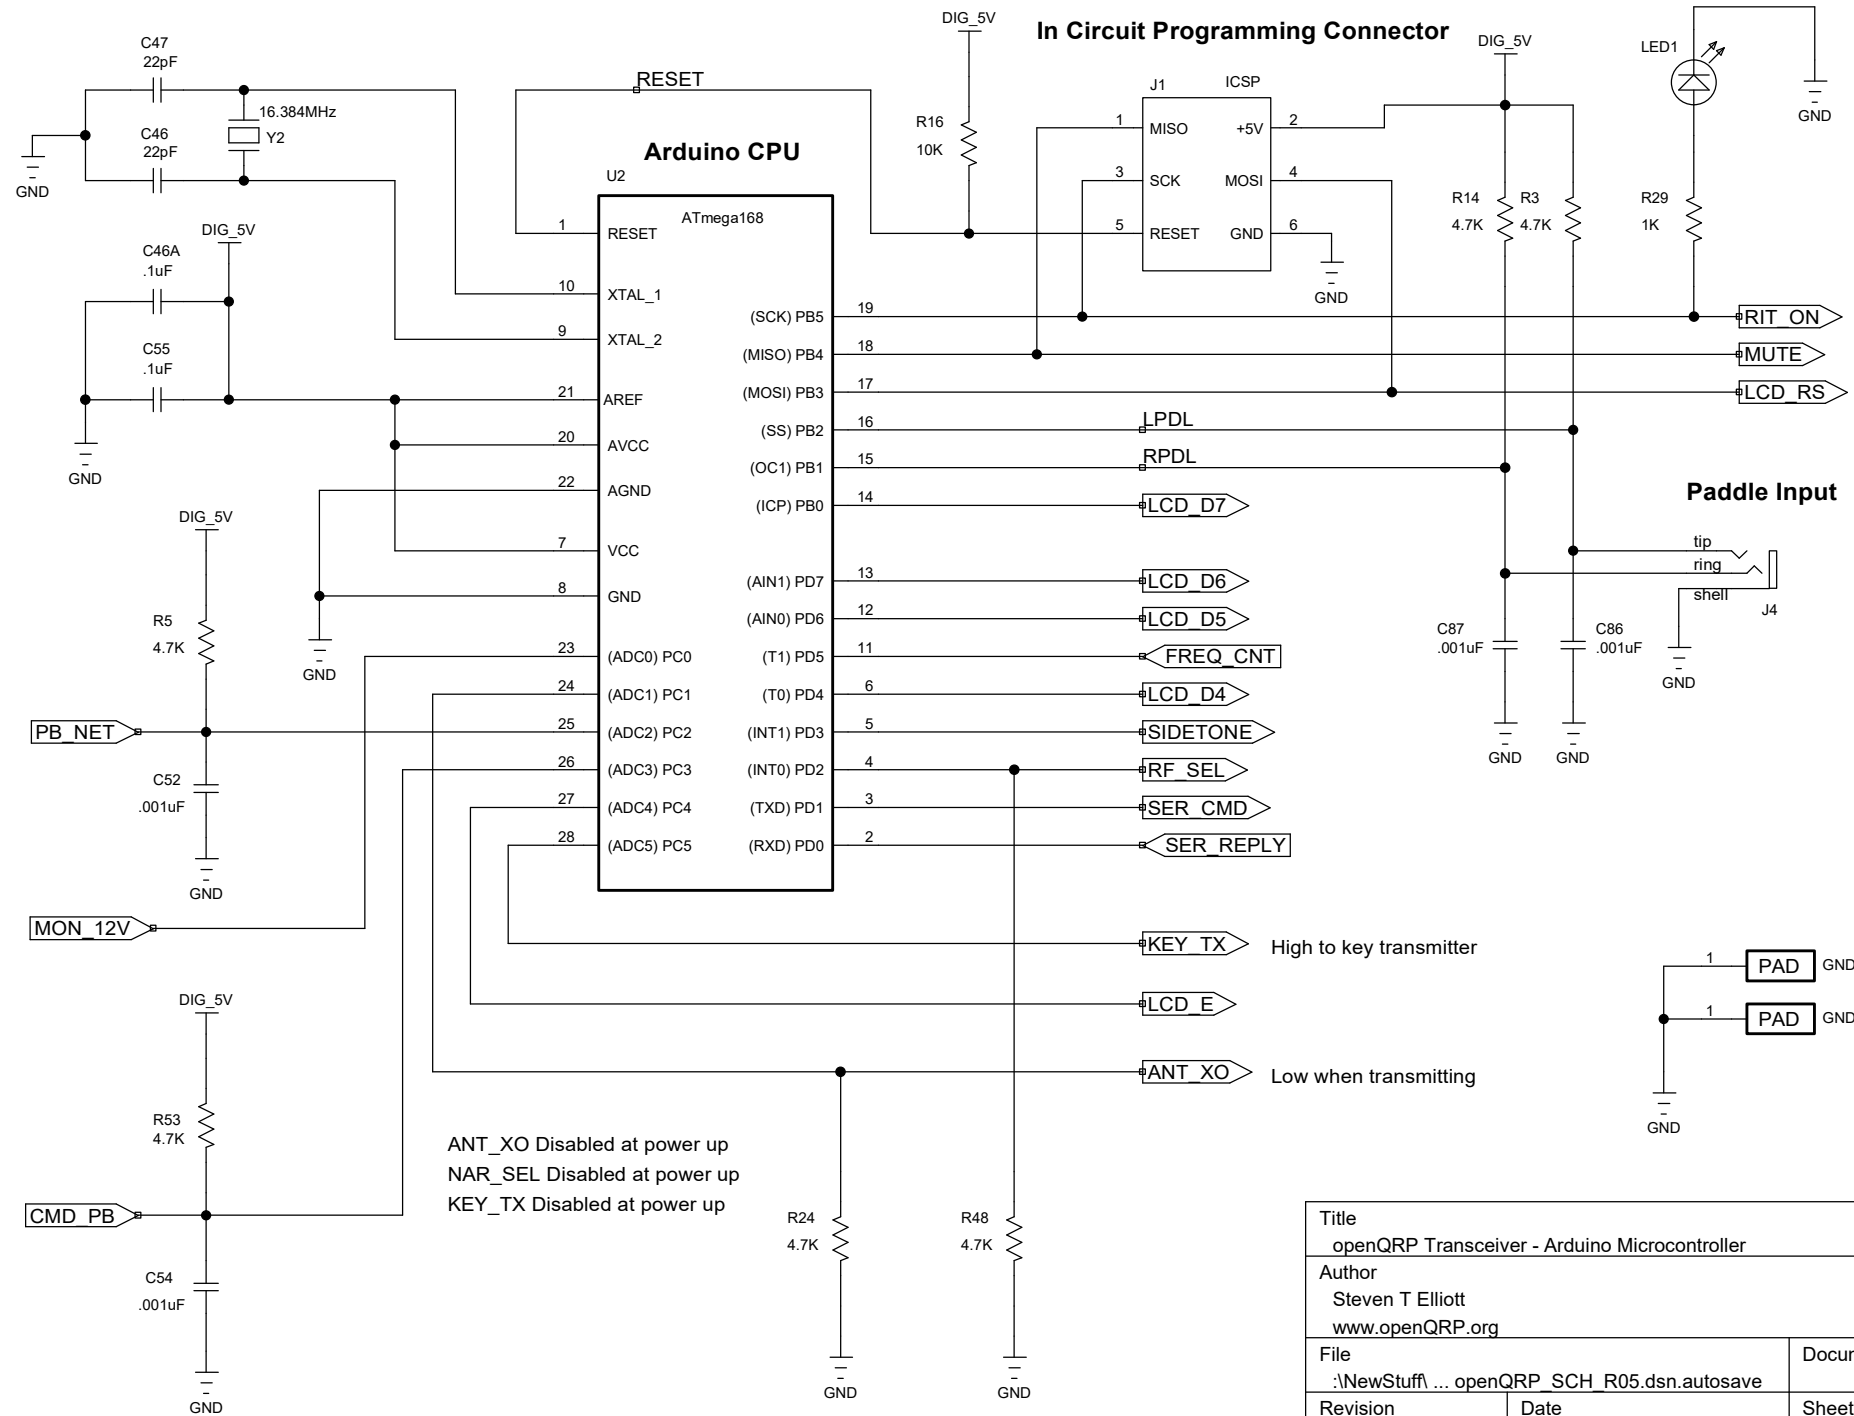 In Circuit Programming Connector
C47
22pF
16.384MHz
Y2
C46
22pF
GND
RESET
DIG_5V
R16
10K
J1
ICSP
1
MISO
+5V
2
3
SCK
MOSI
4
5
RESET
GND
6
GND
DIG_5V
R14
4.7K
R3
4.7K
LED1
GND
R29
1K
Arduino CPU
U2
ATmega168
1
RESET
10
XTAL_1
9
XTAL_2
21
AREF
20
AVCC
22
AGND
7
VCC
8
GND
23
(ADC0) PC0
24
(ADC1) PC1
25
(ADC2) PC2
26
(ADC3) PC3
27
(ADC4) PC4
28
(ADC5) PC5
(SCK) PB5
19
RIT_ON
(MISO) PB4
18
MUTE
(MOSI) PB3
17
LCD_RS
(SS) PB2
16
LPDL
(OC1) PB1
15
RPDL
(ICP) PB0
14
LCD_D7
(AIN1) PD7
13
LCD_D6
(AIN0) PD6
12
LCD_D5
(T1) PD5
11
FREQ_CNT
(T0) PD4
6
LCD_D4
(INT1) PD3
5
SIDETONE
(INT0) PD2
4
RF_SEL
(TXD) PD1
3
SER_CMD
(RXD) PD0
2
SER_REPLY
DIG_5V
C46A
.1uF
C55
.1uF
GND
GND
DIG_5V
R5
4.7K
PB_NET
C52
.001uF
GND
MON_12V
DIG_5V
R53
4.7K
CMD_PB
C54
.001uF
GND
Paddle Input
tip
ring
shell
J4
C87
.001uF
C86
.001uF
GND
GND
GND
KEY_TX
High to key transmitter
LCD_E
ANT_XO
Low when transmitting
1
PAD
GND
1
PAD
GND
GND
ANT_XO Disabled at power up
NAR_SEL Disabled at power up
KEY_TX Disabled at power up
R24
4.7K
GND
R48
4.7K
GND
Title
openQRP Transceiver - Arduino Microcontroller
Author
Steven T Elliott
www.openQRP.org
File
:\NewStuff\ ... openQRP_SCH_R05.dsn.autosave
Docur
Revision
Date
Sheet